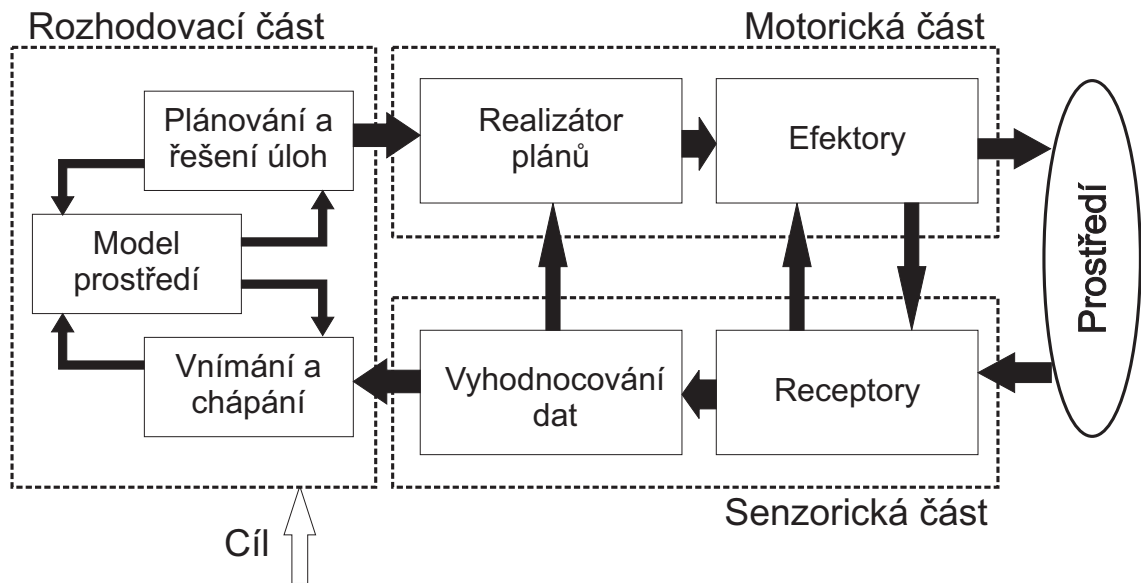 Rozhodovací část
Motorická část
Plánování a
řešení úloh
Realizátor
plánů
Efektory
Model
prostředí
Prostředí
Vnímání a
chápání
Vyhodnocování
dat
Receptory
Senzorická část
Cíl